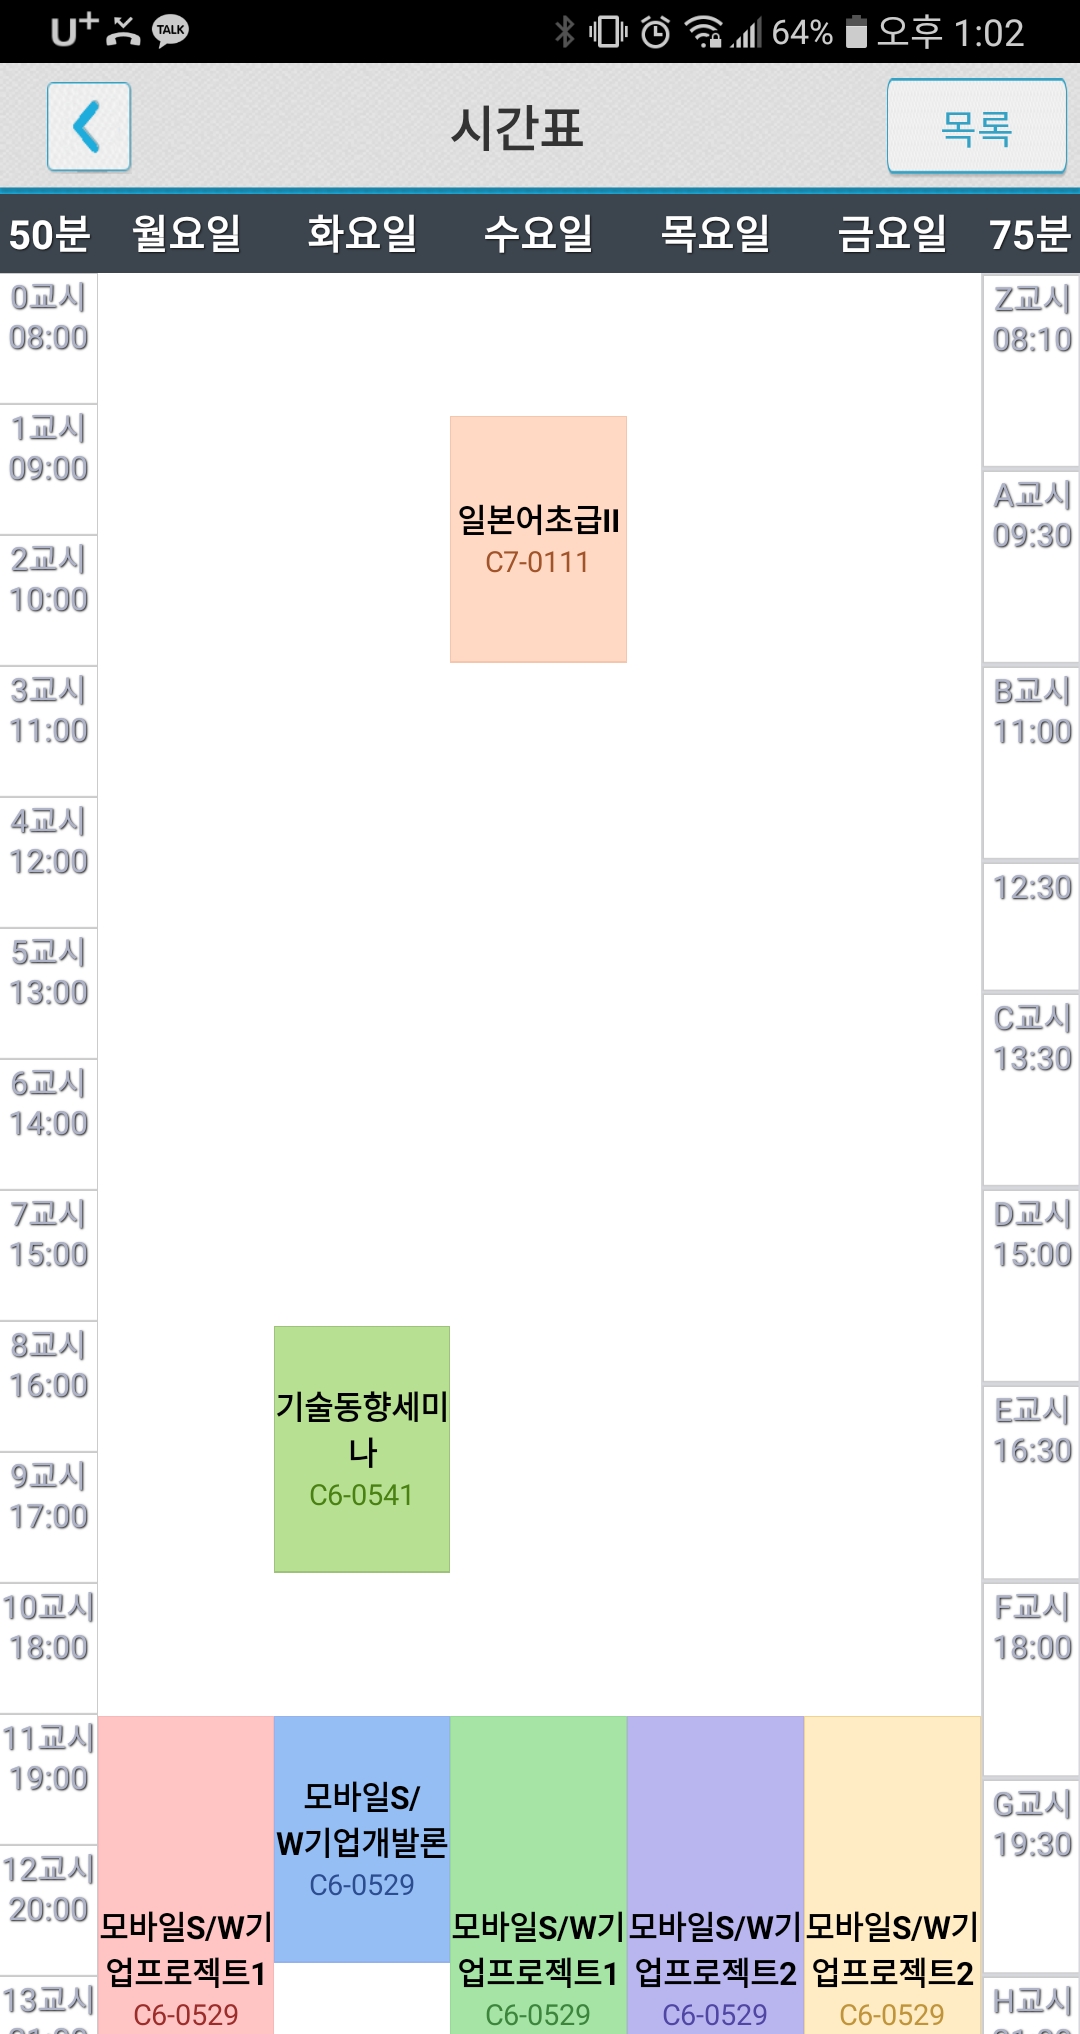 U+ TALK 64% 오후 1:02
시간표
목록
50분 월요일 화요일 수요일 목요일 금요일 75분
0교시
08:00
Z교시
08:10
1교시
09:00
A교시
09:30
일본어초급II
C7-0111
2교시
10:00
3교시
11:00
B교시
11:00
4교시
12:00
12:30
5교시
13:00
C교시
13:30
6교시
14:00
7교시
15:00
D교시
15:00
8교시
16:00
기술동향세미
나
C6-0541
E교시
16:30
9교시
17:00
10교시
18:00
F교시
18:00
11교시
19:00
모바일S/
W기업개발론
C6-0529
G교시
19:30
12교시
20:00
모바일S/W기
업프로젝트1
C6-0529
모바일S/W기
업프로젝트1
C6-0529
모바일S/W기
업프로젝트2
C6-0529
모바일S/W기
업프로젝트2
C6-0529
13교시
H교시